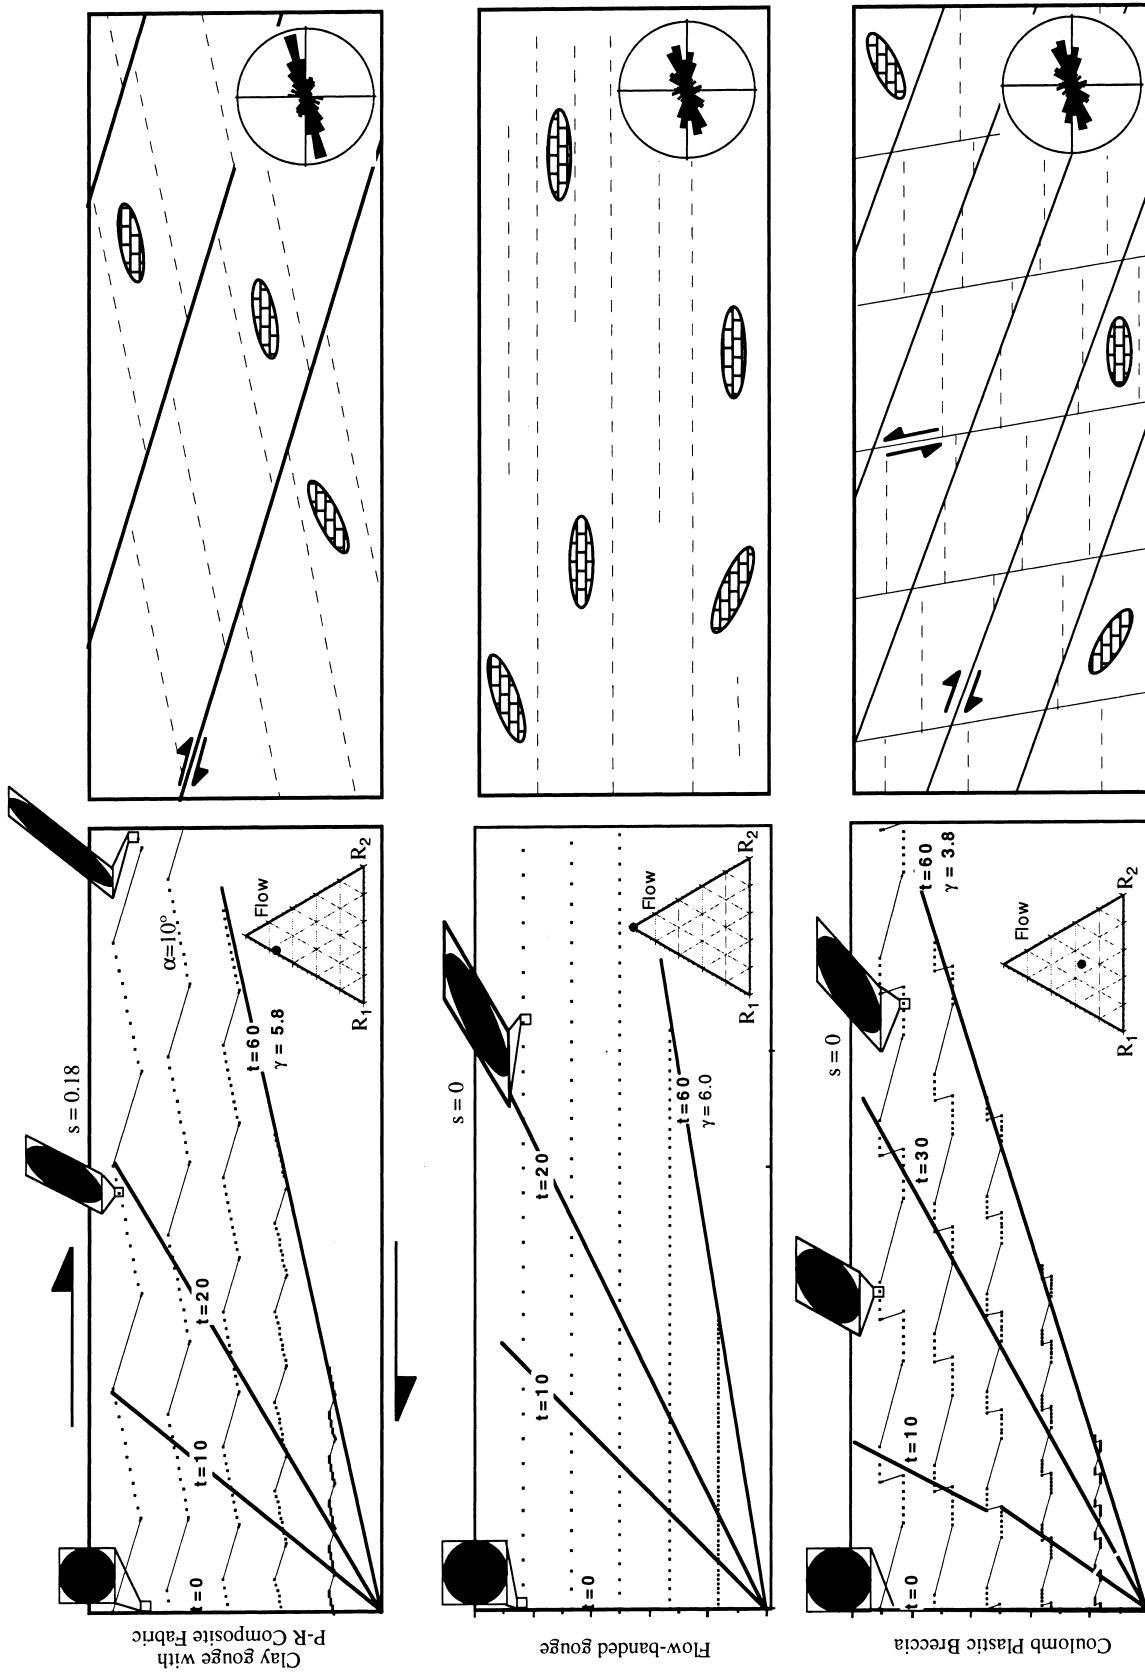 Clay gouge with
P-R Composite Fabric
s = 0.18
t=0
t=10
t=20
t=60
γ = 5.8
α=10°
Flow
R1
R2
Flow-banded gouge
s = 0
t=0
t=10
t=20
t=60
γ = 6.0
Flow
R1
R2
Coulomb Plastic Breccia
s = 0
t=0
t=10
t=30
t=60
γ = 3.8
Flow
R1
R2